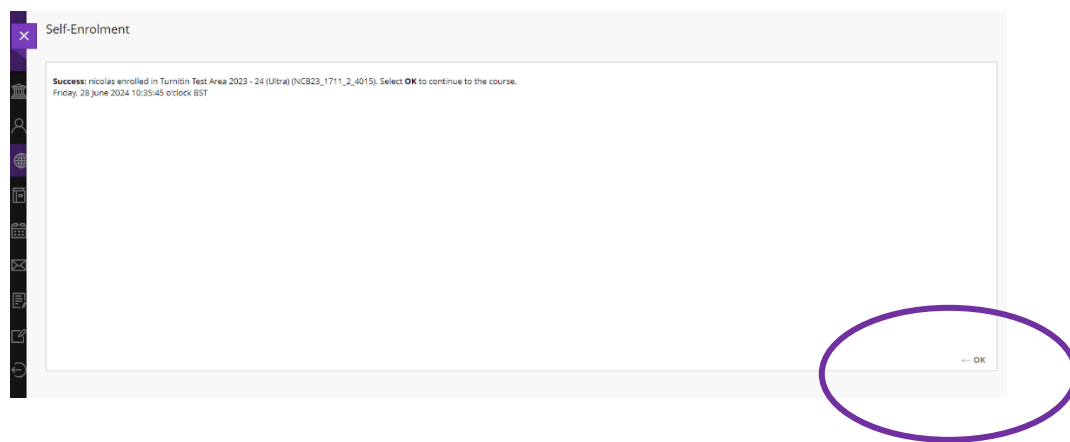 Self-Enrolment
Success: nicolas enrolled in Turnitin Test Area 2023 - 24 (Ultra) (NCB23_1711_2_4015). Select OK to continue to the course.
Friday, 28 June 2024 10:35:45 o'clock BST
← OK